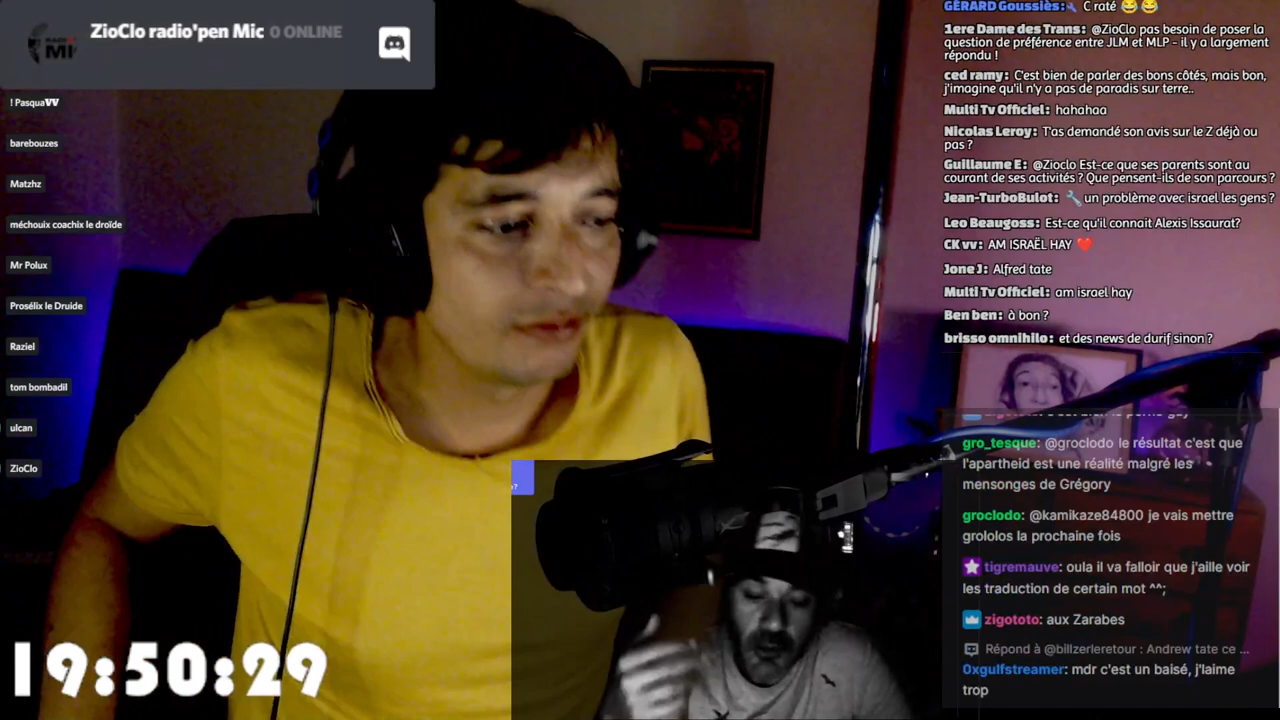 ZioClo radio'pen Mic 0 ONLINE
MI
! PasquaVV
barebouzes
Matzhz
méchouix coachix le droïde
Mr Polux
Prosélix le Druide
Raziel
tom bombadil
ulcan
ZioClo
19:50:29
GÉRARD Goussiès: C raté 😂 😂
1ere Dame des Trans: @ZioClo pas besoin de poser la
question de préférence entre JLM et MLP - il y a largement
répondu !
ced ramy: C'est bien de parler des bons côtés, mais bon,
j'imagine qu'il n'y a pas de paradis sur terre..
Multi Tv Officiel: hahahaa
Nicolas Leroy: T'as demandé son avis sur le Z déjà ou
pas ?
Guillaume E: @Zioclo Est-ce que ses parents sont au
courant de ses activités ? Que pensent-ils de son parcours ?
Jean-TurboBulot: 🔧 un problème avec israel les gens ?
Leo Beaugoss: Est-ce qu'il connait Alexis Issaurat?
CK vv: AM ISRAËL HAY ❤️
Jone J: Alfred tate
Multi Tv Officiel: am israel hay
Ben ben: à bon ?
brisso omnihilo: et des news de durif sinon ?
gro_tesque: @groclodo le résultat c'est que
l'apartheid est une réalité malgré les
mensonges de Grégory
groclodo: @kamikaze84800 je vais mettre
grololos la prochaine fois
tigremauve: oula il va falloir que j'aille voir
les traduction de certain mot ^^;
zigototo: aux Zarabes
Répond à @billzerleretour : Andrew tate ce ...
0xgulfstreamer: mdr c'est un baisé, j'laime
trop